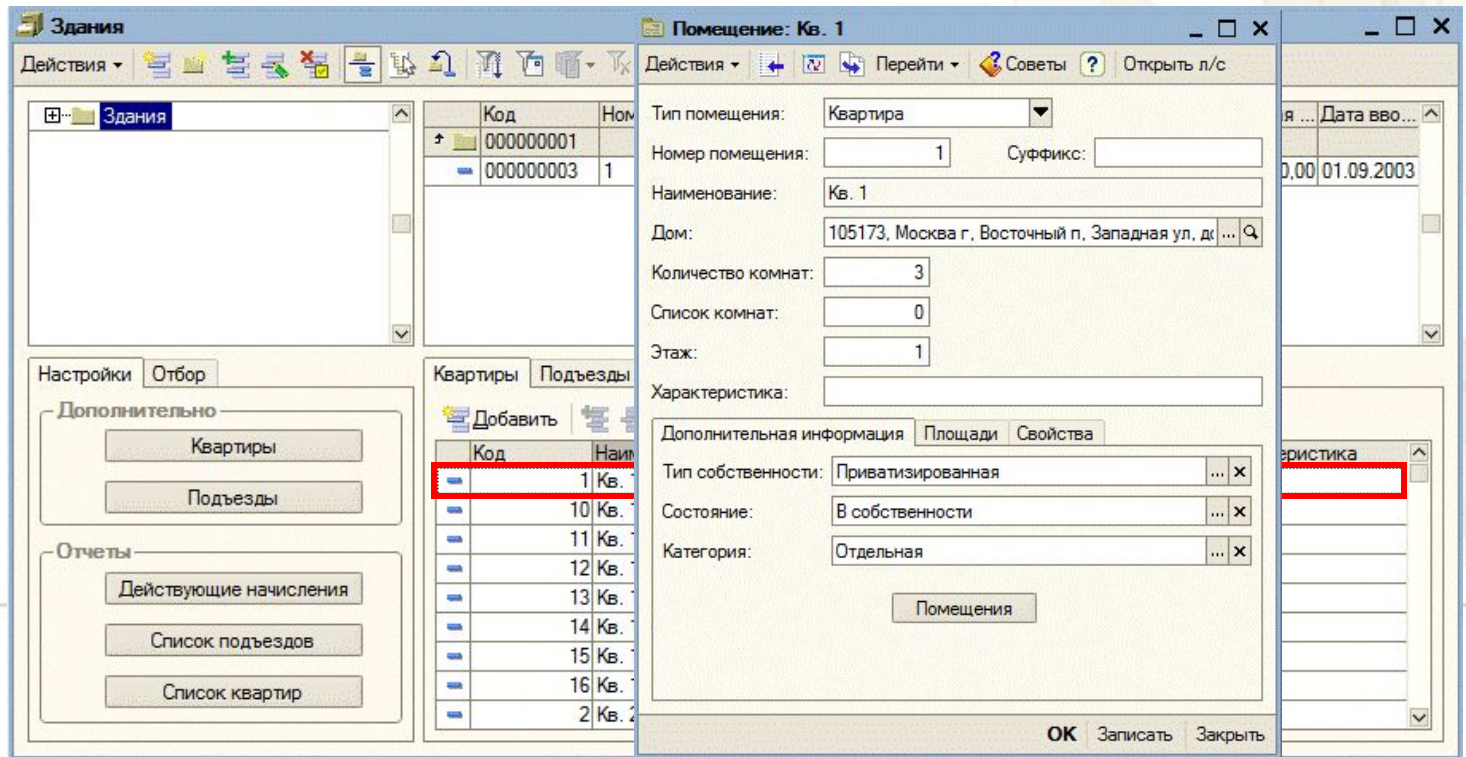 Здания
Действия
Здания
Код
000000001
000000003 1
Дата вво...
0,00 01.09.2003
Настройки Отбор
Дополнительно
Квартиры
Подъезды
Отчеты
Действующие начисления
Список подъездов
Список квартир
Квартиры Подъезды
Добавить
Код
1 Кв.
10 Кв.
11 Кв.
12 Кв.
13 Кв.
14 Кв.
15 Кв.
16 Кв.
2 Кв.
Помещение: Кв. 1
Действия Перейти Советы ? Открыть л/с
Тип помещения: Квартира
Номер помещения: 1 Суффикс:
Наименование: Кв. 1
Дом: 105173, Москва г, Восточный п, Западная ул, ...
Количество комнат: 3
Список комнат: 0
Этаж: 1
Характеристика:
Дополнительная информация Площади Свойства
Тип собственности: Приватизированная ...
Состояние: В собственности ...
Категория: Отдельная ...
Помещения
OK Записать Закрыть